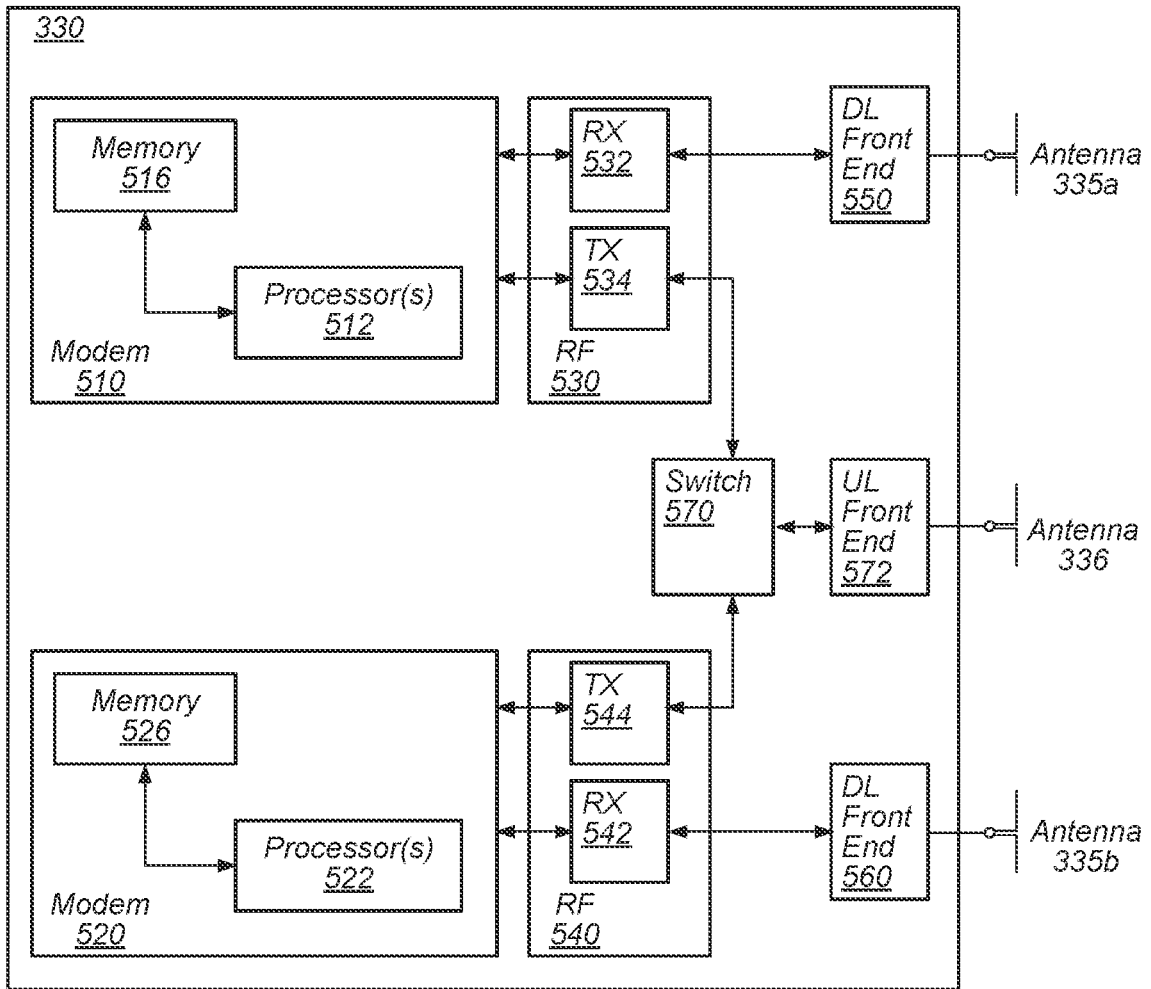 330
Memory
516
Processor(s)
512
Modem
510
RX
532
TX
534
RF
530
DL
Front
End
550
Antenna
335a
Switch
570
UL
Front
End
572
Antenna
336
Memory
526
Processor(s)
522
Modem
520
TX
544
RX
542
RF
540
DL
Front
End
560
Antenna
335b